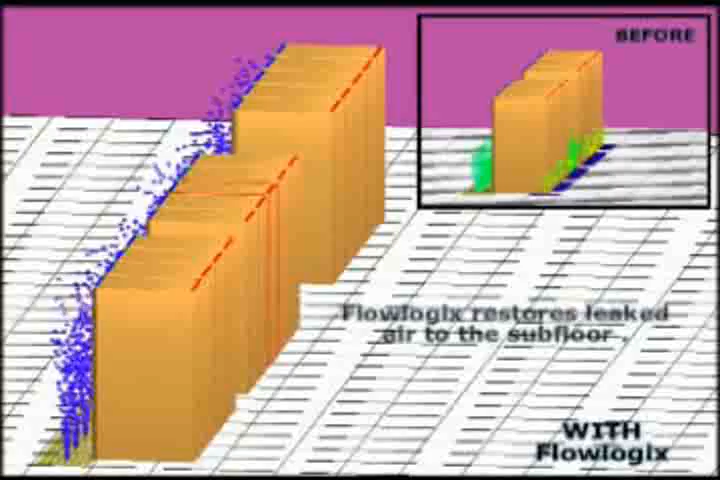 BEFORE
Flowlogix restores leaked
air to the subfloor .
WITH
Flowlogix